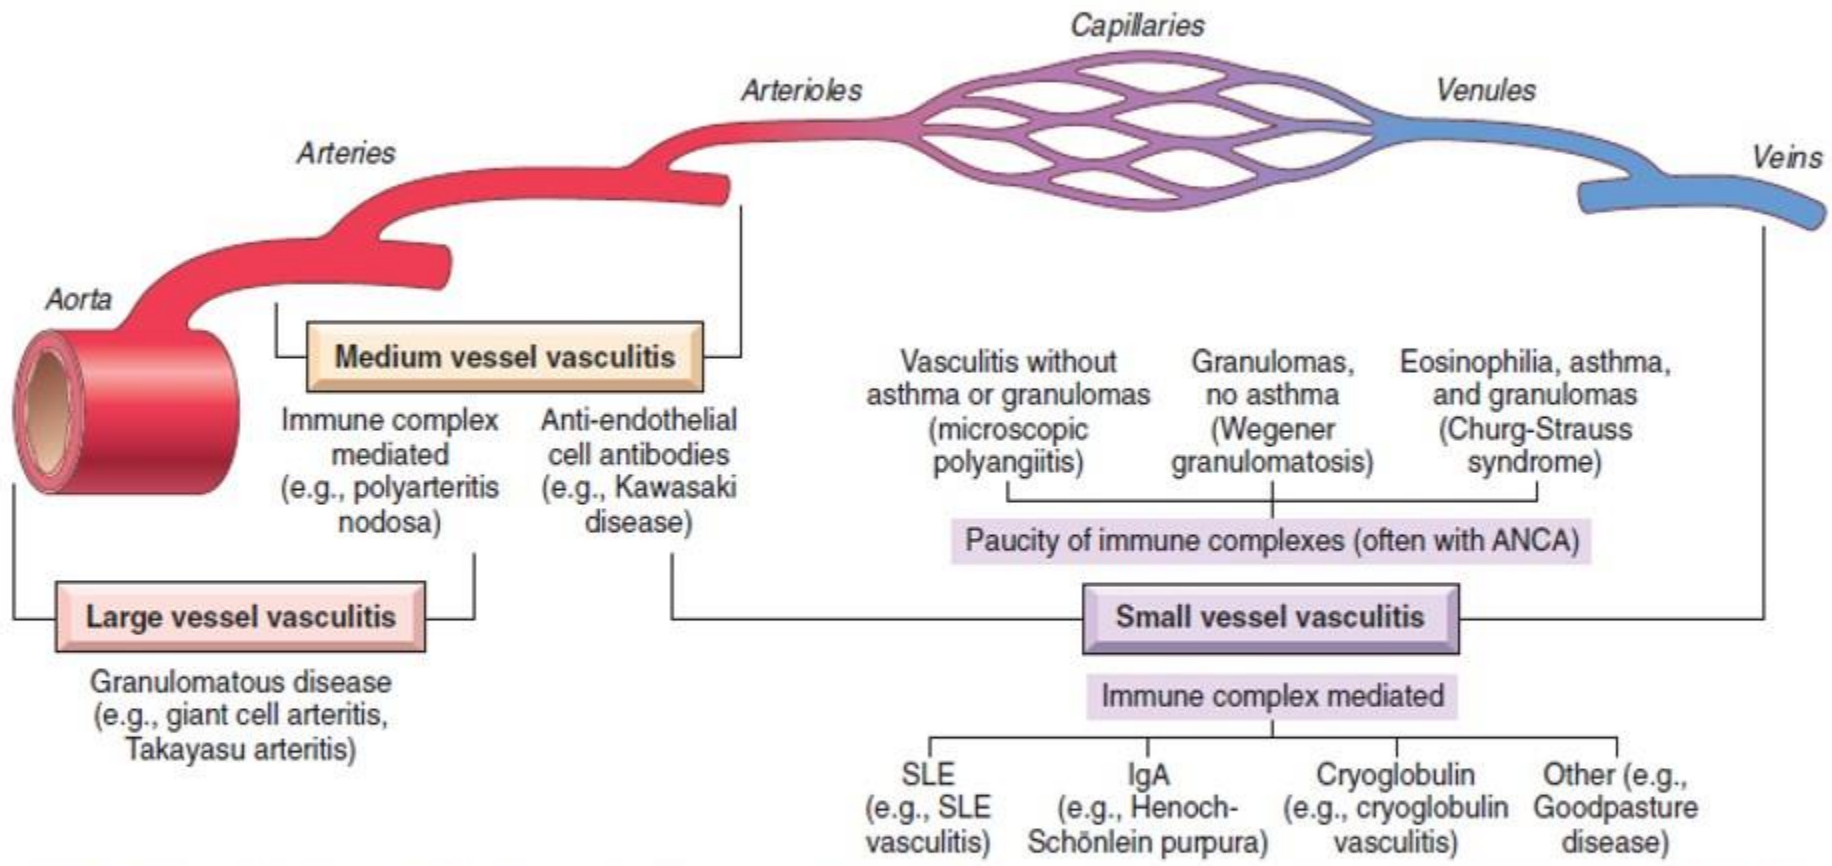 Capillaries
Arterioles
Venules
Arteries
Veins
Aorta
Medium vessel vasculitis
Immune complex
mediated
(e.g., polyarteritis
nodosa)
Anti-endothelial
cell antibodies
(e.g., Kawasaki
disease)
Vasculitis without
asthma or granulomas
(microscopic
polyangiitis)
Granulomas,
no asthma
(Wegener
granulomatosis)
Eosinophilia, asthma,
and granulomas
(Churg-Strauss
syndrome)
Paucity of immune complexes (often with ANCA)
Large vessel vasculitis
Granulomatous disease
(e.g., giant cell arteritis,
Takayasu arteritis)
Small vessel vasculitis
Immune complex mediated
SLE
(e.g., SLE
vasculitis)
IgA
(e.g., Henoch-
Schönlein purpura)
Cryoglobulin
(e.g., cryoglobulin
vasculitis)
Other (e.g.,
Goodpasture
disease)